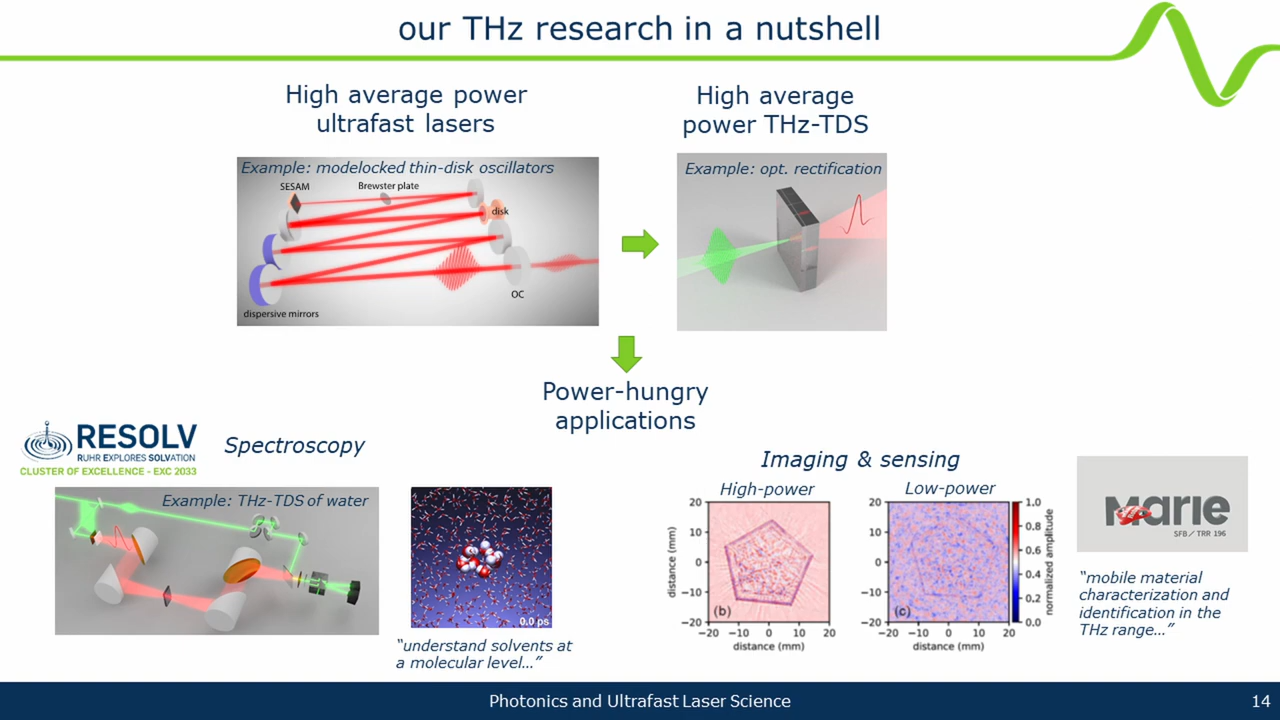 our THz research in a nutshell
High average power
ultrafast lasers
High average
power THz-TDS
Example: modelocked thin-disk oscillators
SESAM
Brewster plate
disk
OC
dispersive mirrors
Example: opt. rectification
Power-hungry
applications
RESOLV
RUHR EXPLORES SOLVATION
CLUSTER OF EXCELLENCE - EXC 2033
Spectroscopy
Example: THz-TDS of water
0.0 ps
“understand solvents at
a molecular level…”
Imaging & sensing
High-power
Low-power
20
10
0
−10
−20
distance (mm)
(b)
−20 −10 0 10 20
distance (mm)
20
10
0
−10
−20
(c)
−20 −10 0 10 20
distance (mm)
1.0
0.8
0.6
0.4
0.2
0.0
normalized amplitude
Marie
SFB / TRR 196
“mobile material
characterization and
identification in the
THz range…”
Photonics and Ultrafast Laser Science
14